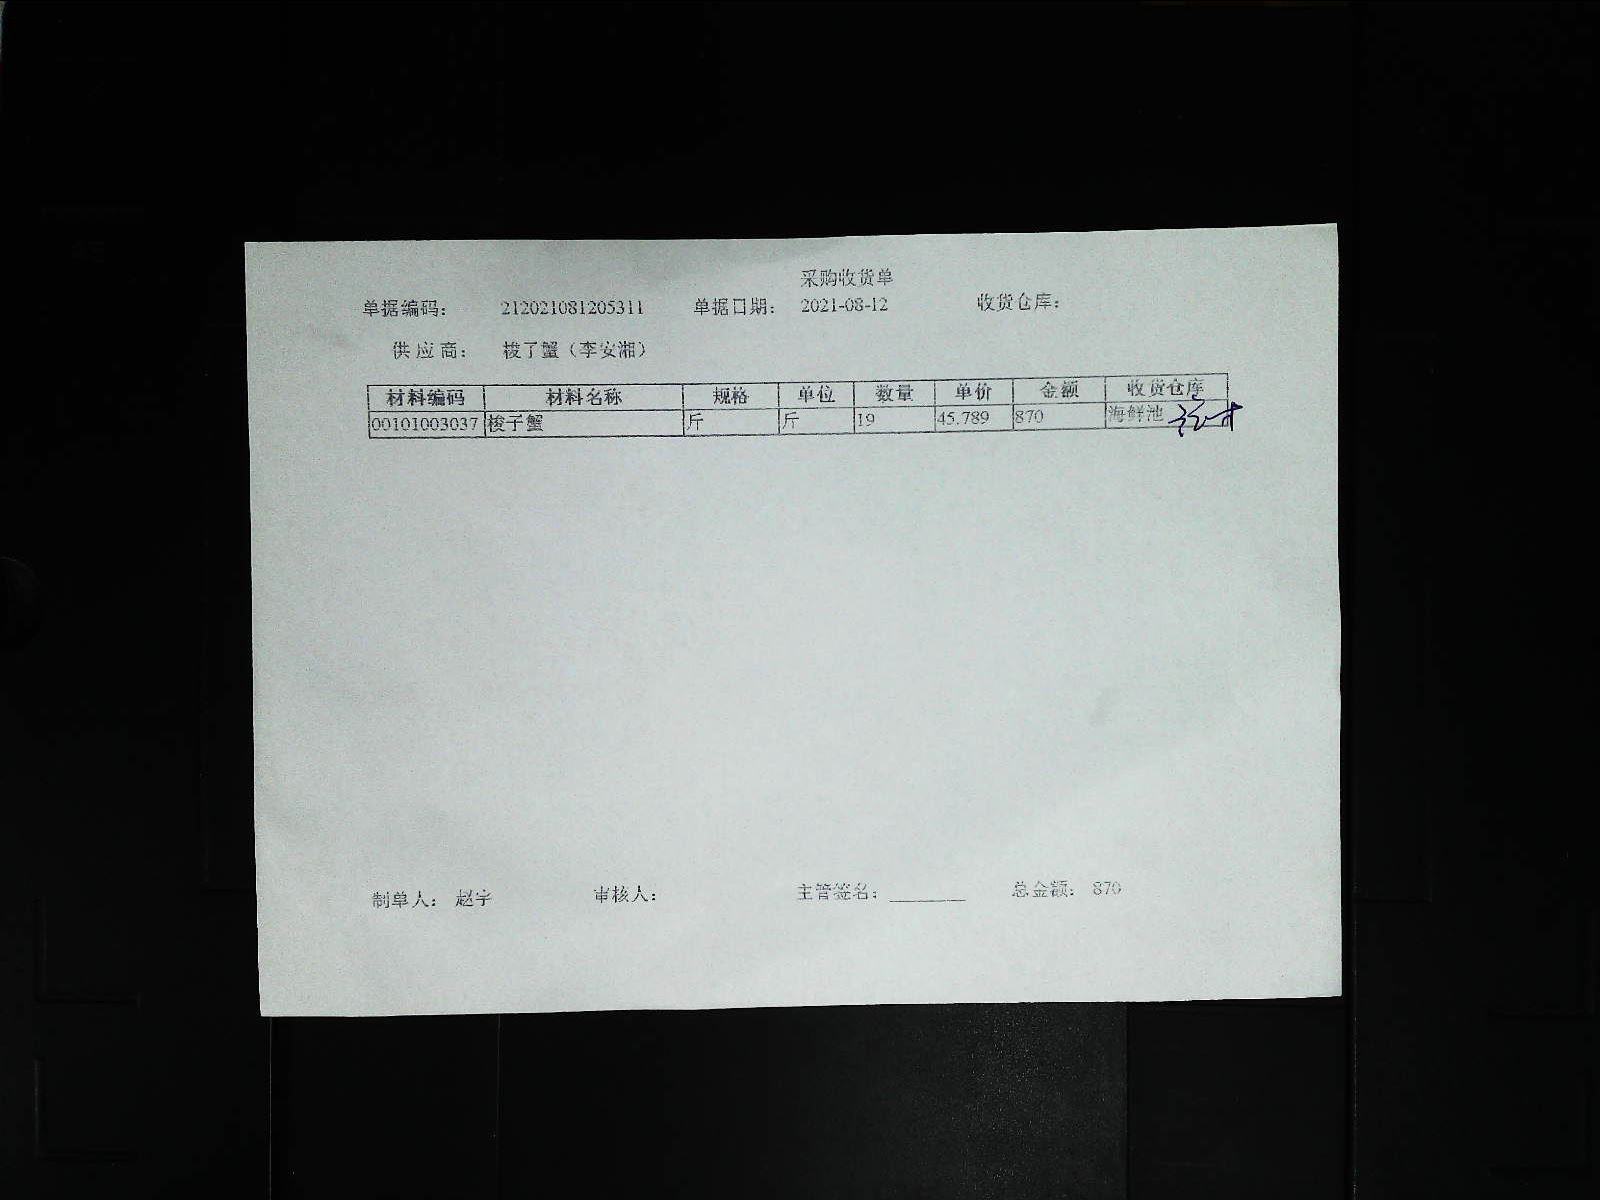 采购收货单
单据编码： 212021081205311 单据日期： 2021-08-12 收货仓库：
供应商： 梭子蟹（李安湘）
材料编码 材料名称 规格 单位 数量 单价 金额 收货仓库
00101003037 梭子蟹 斤 斤 19 45.789 870 海鲜池
制单人： 赵宇 审核人： 主管签名： 总金额： 870